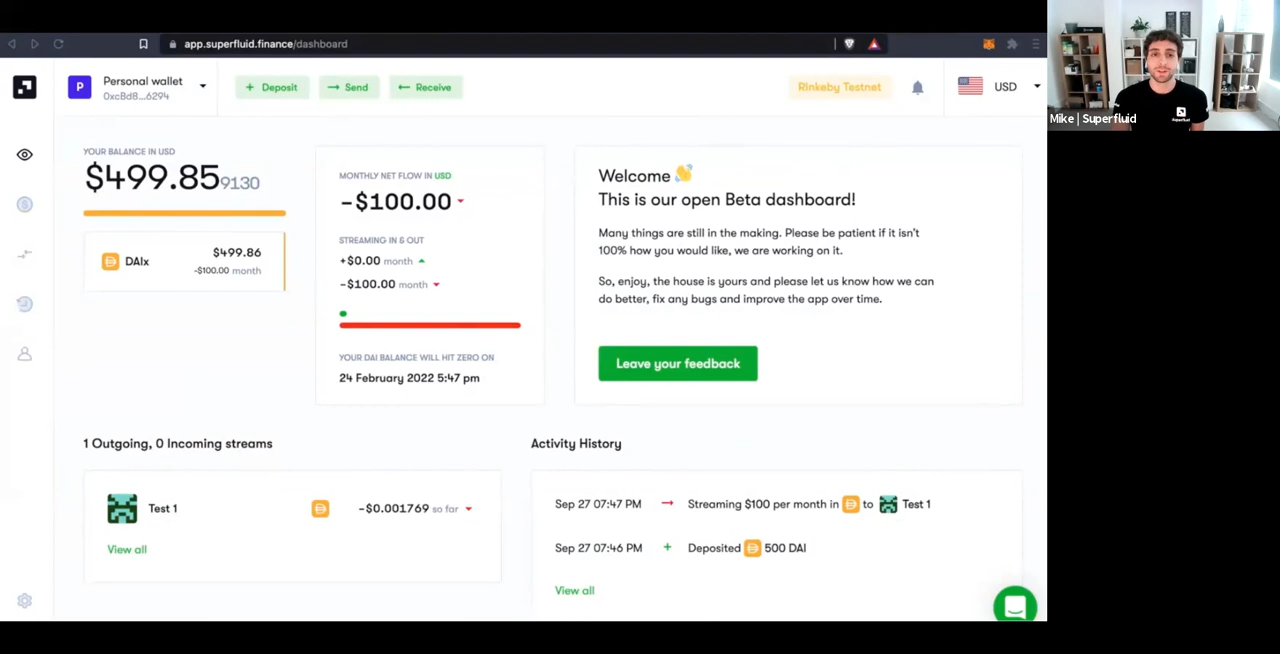 app.superfluid.finance/dashboard
P
Personal wallet
0xcBd8...6294
+ Deposit
→ Send
← Receive
Rinkeby Testnet
USD
Mike | Superfluid
Superfluid
YOUR BALANCE IN USD
$499.859130
DAIx
$499.86
-$100.00 month
MONTHLY NET FLOW IN USD
-$100.00
STREAMING IN & OUT
+$0.00 month
-$100.00 month
YOUR DAI BALANCE WILL HIT ZERO ON
24 February 2022 5:47 pm
Welcome 👋
This is our open Beta dashboard!
Many things are still in the making. Please be patient if it isn't
100% how you would like, we are working on it.
So, enjoy, the house is yours and please let us know how we can
do better, fix any bugs and improve the app over time.
Leave your feedback
1 Outgoing, 0 Incoming streams
Test 1
-$0.001769 so far
View all
Activity History
Sep 27 07:47 PM → Streaming $100 per month in to Test 1
Sep 27 07:46 PM + Deposited 500 DAI
View all